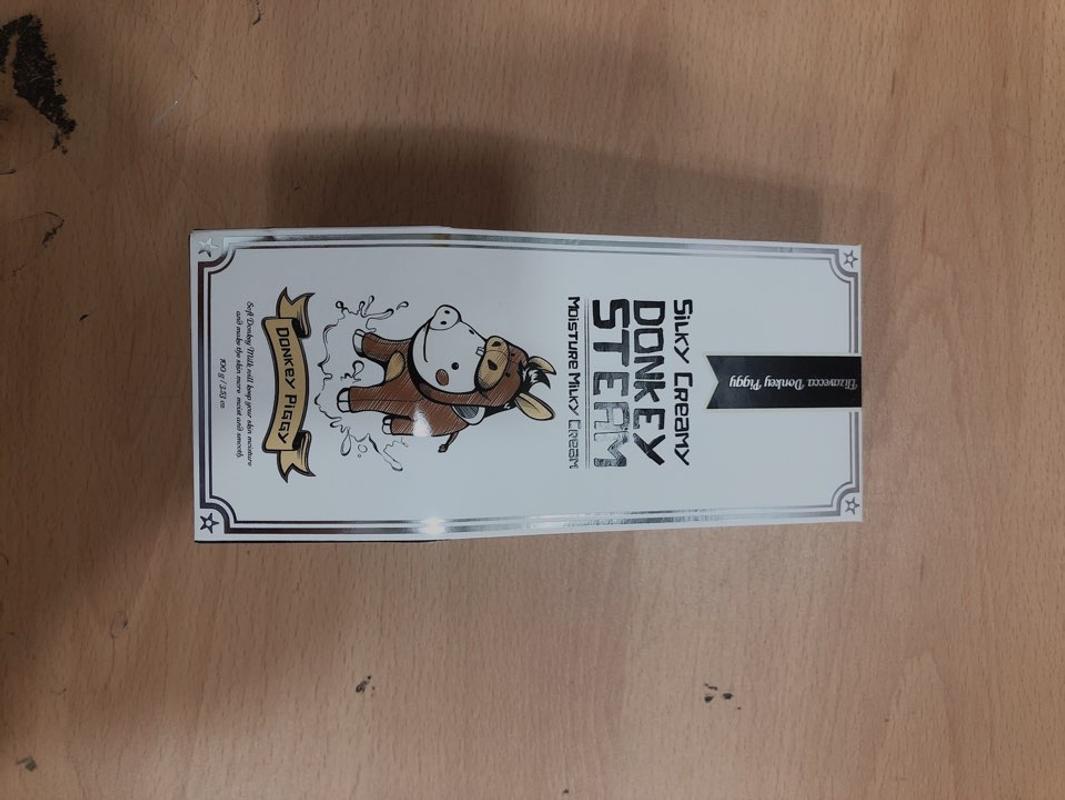 Elizavecca Donkey Piggy
Silky Creamy
DONKEY
STEAM
Moisture Milky Cream
DONKEY PIGGY
Soft Donkey Milk will keep your skin moisture
and make the skin more moist and smooth.
100 g / 3.53 oz